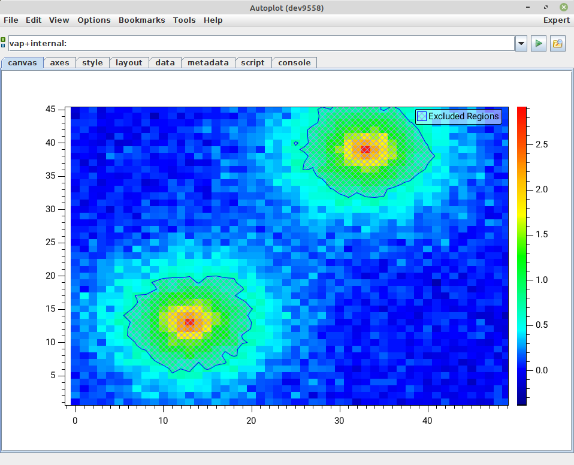 Autoplot (dev9558)
File Edit View Options Bookmarks Tools Help Expert
vap+internal:
canvas axes style layout data metadata script console
Excluded Regions
45
40
35
30
25
20
15
10
5
0 10 20 30 40
2.5
2.0
1.5
1.0
0.5
0.0